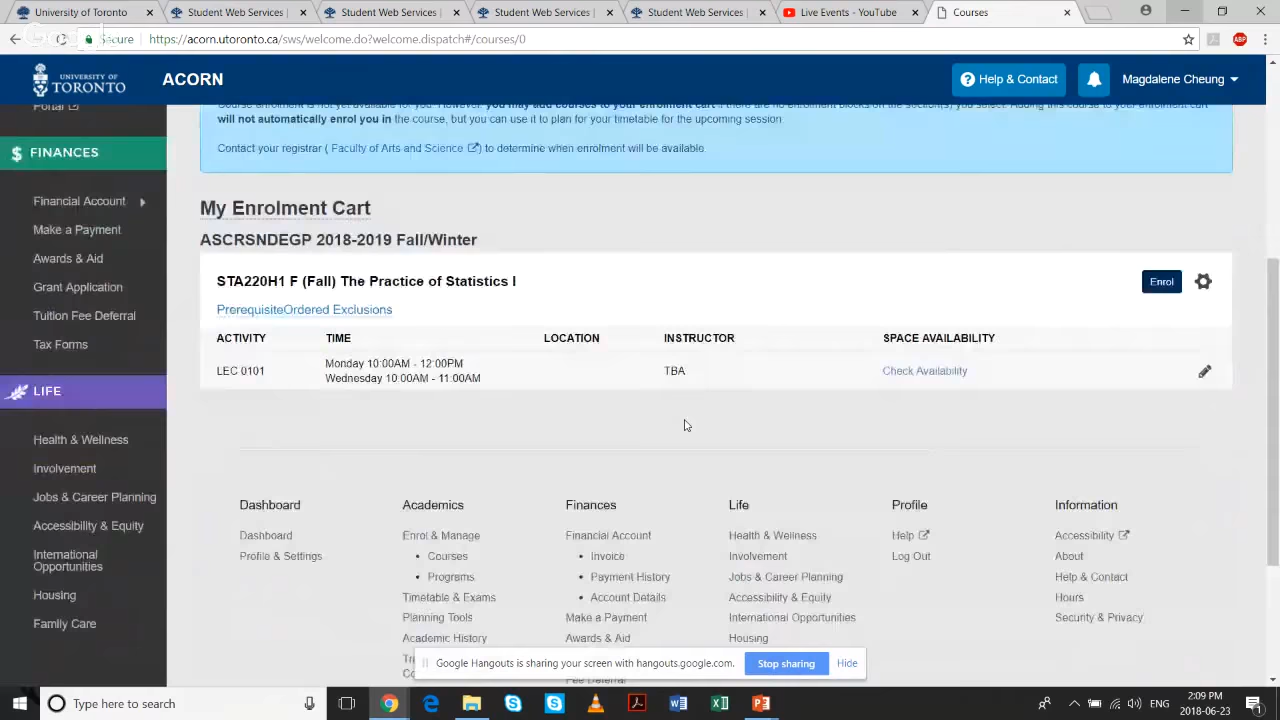 University of Toronto
Student Web Services |
Student Web Services |
Student Web Services |
Student Web Services |
Live Events - YouTube
Courses
Secure
https://acorn.utoronto.ca/sws/welcome.do?welcome.dispatch#/courses/0
UNIVERSITY OF
TORONTO
ACORN
Help & Contact
Magdalene Cheung
Portal
FINANCES
Financial Account
Make a Payment
Awards & Aid
Grant Application
Tuition Fee Deferral
Tax Forms
LIFE
Health & Wellness
Involvement
Jobs & Career Planning
Accessibility & Equity
International
Opportunities
Housing
Family Care
Course enrolment is not yet available for you. However, you may add courses to your enrolment cart if there are no enrolment blocks on the section(s) you select. Adding this course to your enrolment cart
will not automatically enrol you in the course, but you can use it to plan for your timetable for the upcoming session.
Contact your registrar ( Faculty of Arts and Science ) to determine when enrolment will be available.
My Enrolment Cart
ASCRSNDEGP 2018-2019 Fall/Winter
STA220H1 F (Fall) The Practice of Statistics I
Enrol
PrerequisiteOrdered Exclusions
ACTIVITY TIME LOCATION INSTRUCTOR SPACE AVAILABILITY
LEC 0101 Monday 10:00AM - 12:00PM TBA Check Availability
Wednesday 10:00AM - 11:00AM
Dashboard
Dashboard
Profile & Settings
Academics
Enrol & Manage
• Courses
• Programs
Timetable & Exams
Planning Tools
Academic History
Finances
Financial Account
• Invoice
• Payment History
• Account Details
Make a Payment
Awards & Aid
Fee Deferral
Life
Health & Wellness
Involvement
Jobs & Career Planning
Accessibility & Equity
International Opportunities
Housing
Profile
Help
Log Out
Information
Accessibility
About
Help & Contact
Hours
Security & Privacy
Google Hangouts is sharing your screen with hangouts.google.com.
Stop sharing
Hide
Type here to search
ENG
2:09 PM
2018-06-23